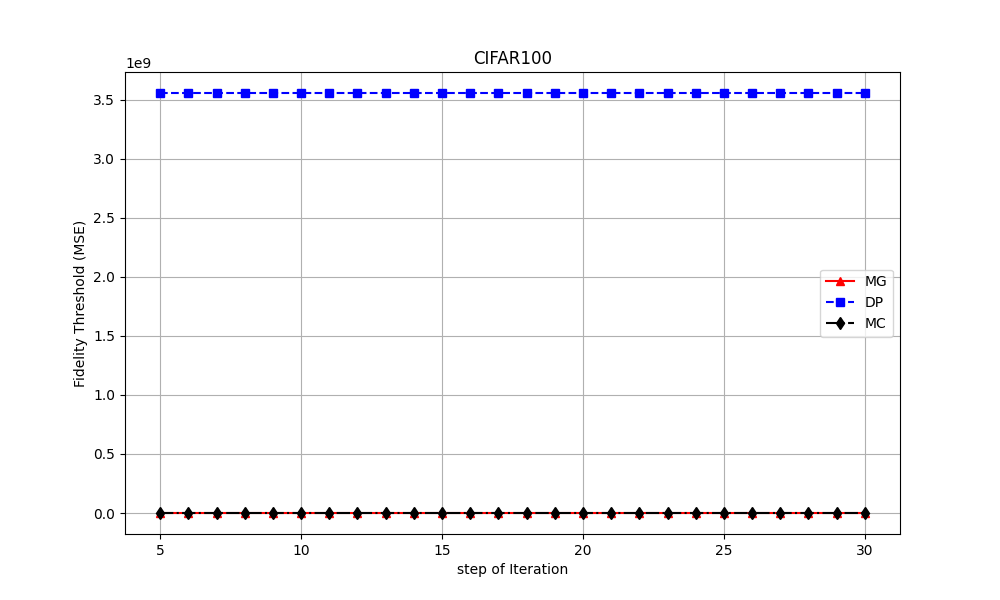 CIFAR100
1e9
3.5
3.0
2.5
2.0
1.5
1.0
0.5
0.0
Fidelity Threshold (MSE)
MG
DP
MC
5 10 15 20 25 30
step of Iteration